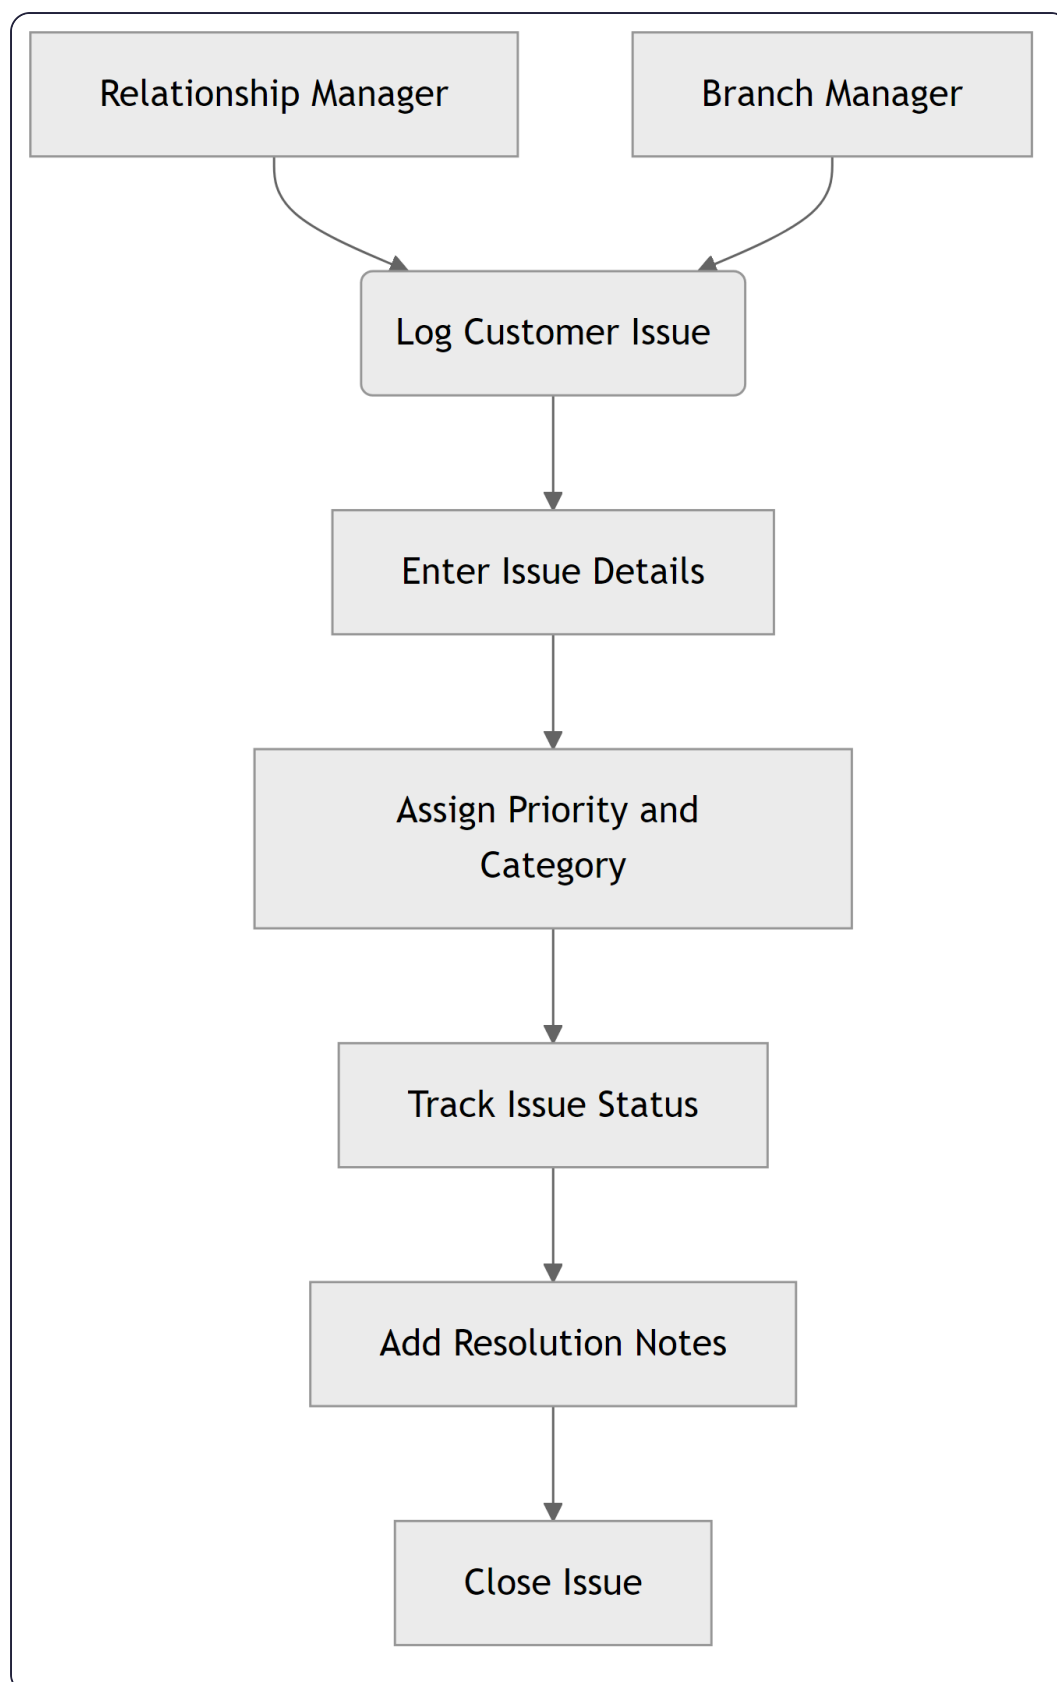 Relationship Manager
Branch Manager
Log Customer Issue
Enter Issue Details
Assign Priority and
Category
Track Issue Status
Add Resolution Notes
Close Issue